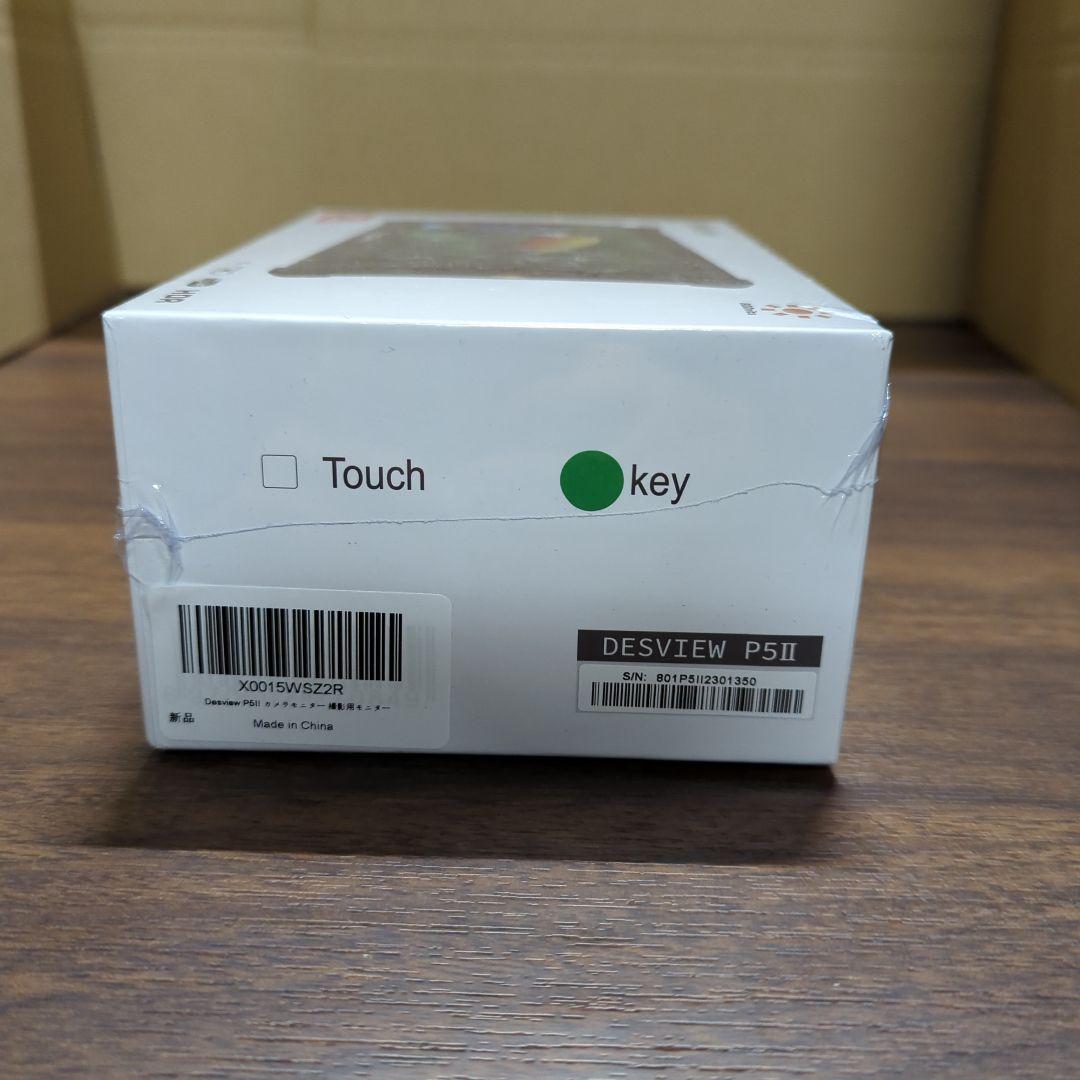 HDR
Touch
key
X0015WSZ2R
Desview P5II カメラモニター 撮影用モニター
新品
Made in China
DESVIEW P5Ⅱ
S/N: 801P5II2301350